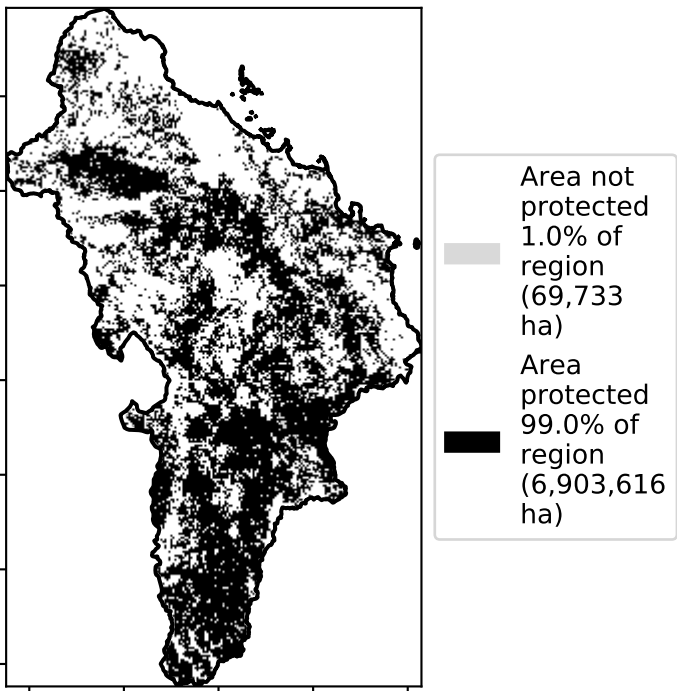 Area not
protected
1.0% of
region
(69,733
ha)
Area
protected
99.0% of
region
(6,903,616
ha)